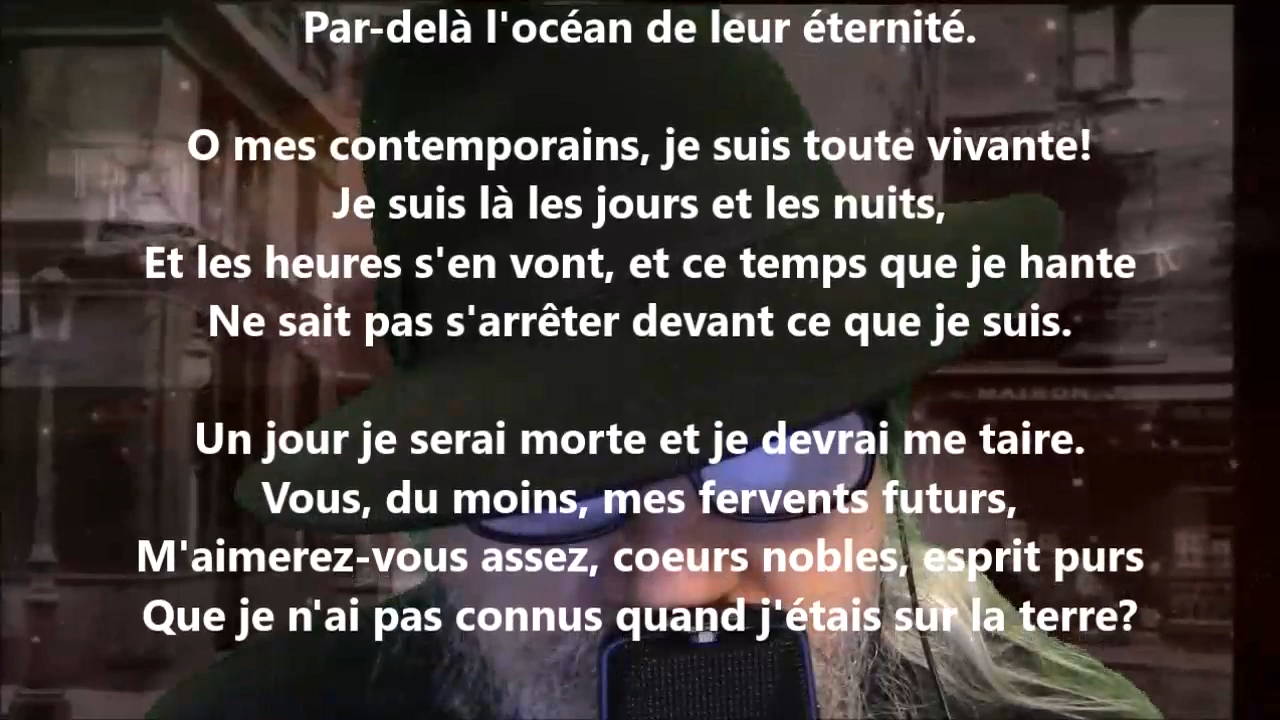 Par-delà l'océan de leur éternité.
O mes contemporains, je suis toute vivante!
Je suis là les jours et les nuits,
Et les heures s'en vont, et ce temps que je hante
Ne sait pas s'arrêter devant ce que je suis.
MAISON
Un jour je serai morte et je devrai me taire.
Vous, du moins, mes fervents futurs,
M'aimerez-vous assez, coeurs nobles, esprit purs
Que je n'ai pas connus quand j'étais sur la terre?